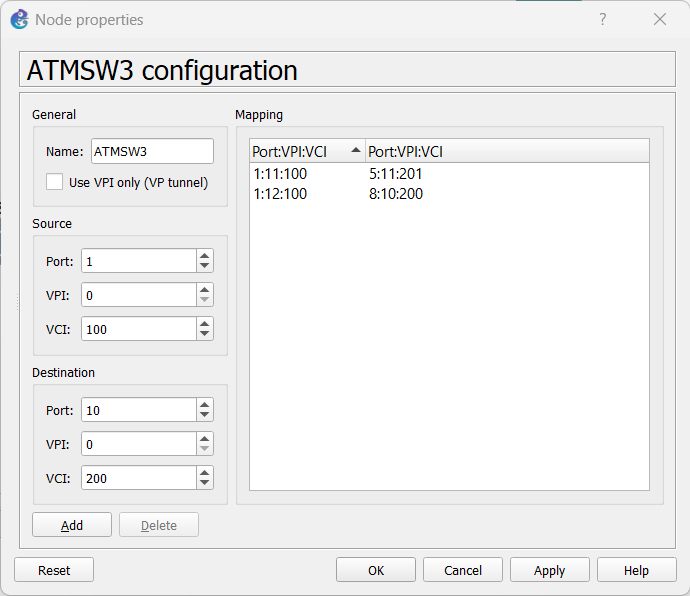 Node properties
?
ATMSW3 configuration
General
Name: ATMSW3
Use VPI only (VP tunnel)
Source
Port: 1
VPI: 0
VCI: 100
Destination
Port: 10
VPI: 0
VCI: 200
Add Delete
Mapping
Port:VPI:VCI Port:VPI:VCI
1:11:100 5:11:201
1:12:100 8:10:200
Reset OK Cancel Apply Help